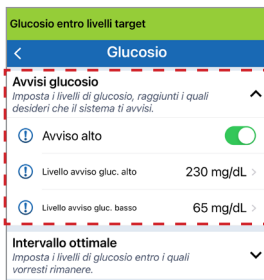 Glucosio entro livelli target
Glucosio
Avvisi glucosio
Imposta i livelli di glucosio, raggiunti i quali
desideri che il sistema ti avvisi.
Avviso alto
Livello avviso gluc. alto 230 mg/dL
Livello avviso gluc. basso 65 mg/dL
Intervallo ottimale
Imposta i livelli di glucosio entro i quali
vorresti rimanere.